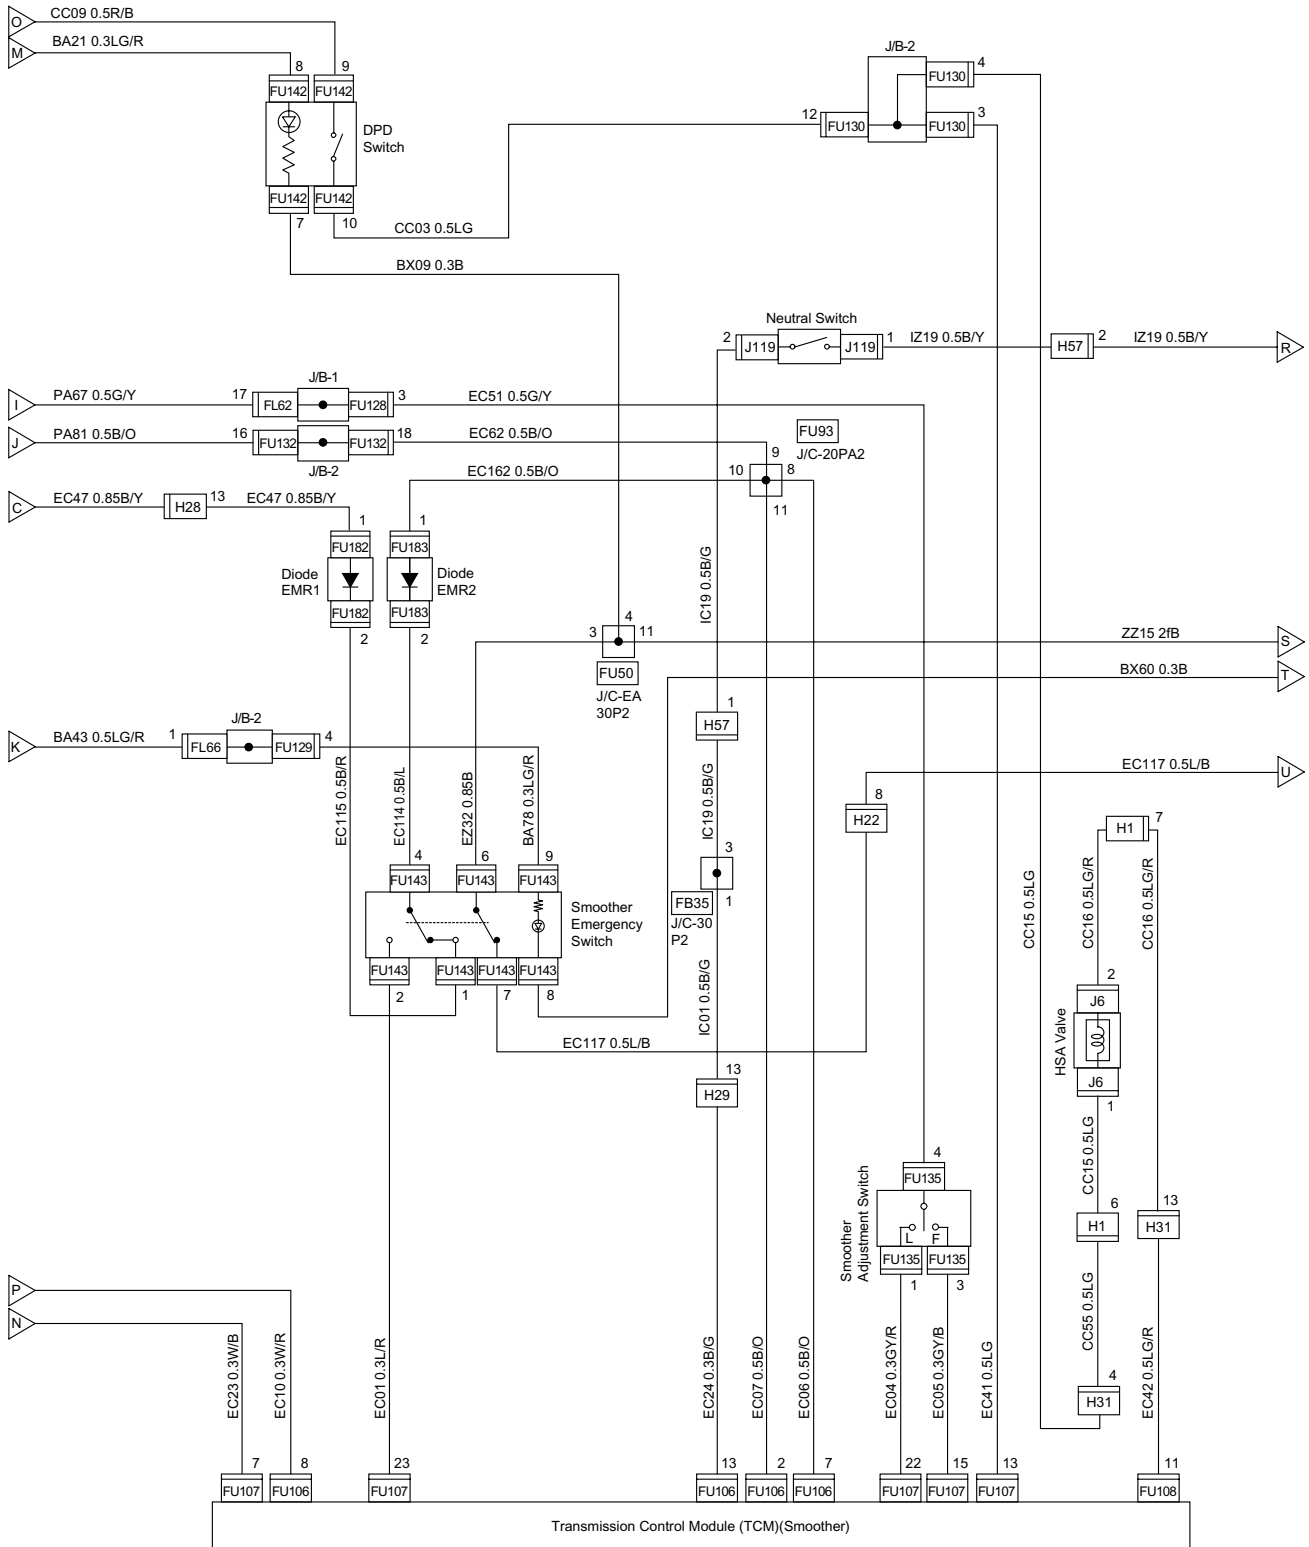 O
CC09 0.5R/B
M
BA21 0.3LG/R
8
9
FU142
FU142
DPD
Switch
FU142
FU142
7
10
CC03 0.5LG
BX09 0.3B
J/B-2
FU130
4
12
FU130
FU130
3
Neutral Switch
2
J119
J119
1
IZ19 0.5B/Y
H57
2
IZ19 0.5B/Y
R
J/B-1
I
PA67 0.5G/Y
17
FL62
FU128
3
EC51 0.5G/Y
J
PA81 0.5B/O
16
FU132
FU132
18
EC62 0.5B/O
J/B-2
FU93
J/C-20PA2
9
10
8
11
EC162 0.5B/O
C
EC47 0.85B/Y
H28
13
EC47 0.85B/Y
1
1
FU182
FU183
Diode
EMR1
Diode
EMR2
FU182
FU183
2
2
IC19 0.5B/G
4
3
11
ZZ15 2fB
S
FU50
J/C-EA
30P2
BX60 0.3B
T
1
H57
J/B-2
K
BA43 0.5LG/R
1
FL66
FU129
4
EC117 0.5L/B
U
EC115 0.5B/R
EC114 0.5B/L
EZ32 0.85B
BA78 0.3LG/R
IC19 0.5B/G
8
H22
H1
7
4
6
9
FU143
FU143
FU143
3
1
FB35
J/C-30
P2
Smoother
Emergency
Switch
FU143
FU143
FU143
FU143
2
1
7
8
EC117 0.5L/B
IC01 0.5B/G
CC15 0.5LG
CC16 0.5LG/R
CC16 0.5LG/R
2
J6
HSA Valve
J6
1
13
H29
CC15 0.5LG
4
FU135
Smoother
Adjustment Switch
L
F
FU135
FU135
1
3
6
H1
13
H31
CC55 0.5LG
4
H31
P
N
EC23 0.3W/B
EC10 0.3W/R
EC01 0.3L/R
EC24 0.3B/G
EC07 0.5B/O
EC06 0.5B/O
EC04 0.3GY/R
EC05 0.3GY/B
EC41 0.5LG
EC42 0.5LG/R
7
8
23
13
2
7
22
15
13
11
FU107
FU106
FU107
FU106
FU106
FU106
FU107
FU107
FU107
FU108
Transmission Control Module (TCM)(Smoother)